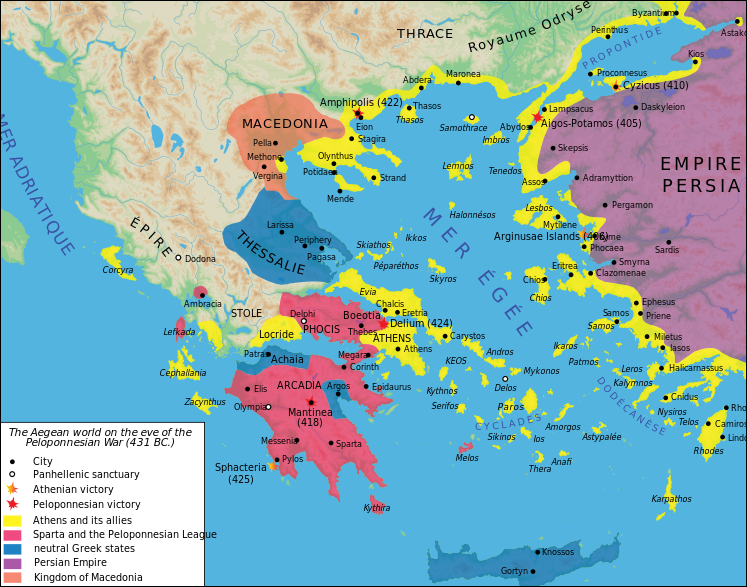 Byzantium
Perinthus
Astak
THRACE
Royaume Odryse
PROPONTIDE
Kios
Proconnesus
Cyzicus (410)
Abdera
Maronea
Amphipolis (422)
Thasos
Thasos
Eion
Samothrace
Lampsacus
Daskyleion
MACEDONIA
Stagira
Abydos
Aigos-Potamos (405)
Imbros
Pella
Methone
Vergina
Olynthus
Potidaea
Strand
Mende
Lemnos
Tenedos
Skepsis
Assos
Adramyttion
EMPIRE
PERSIA
MER ADRIATIQUE
Lesbos
Mytilene
Pergamon
Halonnésos
MER ÉGÉE
ÉPIRE
Dodona
Corcyra
Larissa
Periphery
Pagasa
THESSALIE
Skiathos
Ikkos
Péparéthos
Skyros
Arginusae Islands (406)
Kyme
Phocaea
Sardis
Smyrna
Eritrea
Clazomenae
Chios
Chios
Ambracia
Lefkada
STOLE
Locride
Delphi
PHOCIS
Evia
Chalcis
Boeotia
Eretria
Delium (424)
Thebes
ATHENS
Athens
Carystos
Ephesus
Samos
Priene
Samos
Miletus
Iasos
Patras
Achaia
Megara
Corinth
Cephallania
Zacynthus
Elis
ARCADIA
Argos
Epidaurus
Olympia
Mantinea
(418)
KEOS
Andros
Ikaros
Patmos
Mykonos
Delos
Kythnos
Serifos
Paros
CYCLADES
Sikinos
Ios
Amorgos
Astypalée
Anafi
Thera
Melos
Leros
Kalymnos
Halicarnassus
DODÉCANÈSE
Cnidus
Nysiros
Telos
Rho
Camiros
Lindo
Rhodes
Messenia
Sparta
Pylos
Sphacteria
(425)
Kythira
Karpathos
Knossos
Gortyn
The Aegean world on the eve of the
Peloponnesian War (431 BC.)
City
Panhellenic sanctuary
Athenian victory
Peloponnesian victory
Athens and its allies
Sparta and the Peloponnesian League
neutral Greek states
Persian Empire
Kingdom of Macedonia